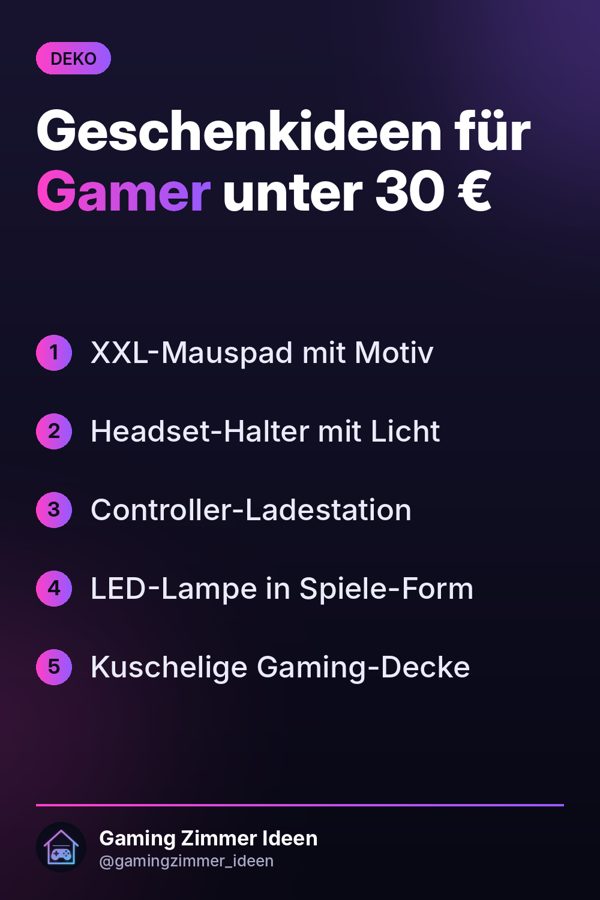 DEKO
Geschenkideen für
Gamer unter 30 €
1 XXL-Mauspad mit Motiv
2 Headset-Halter mit Licht
3 Controller-Ladestation
4 LED-Lampe in Spiele-Form
5 Kuschelige Gaming-Decke
Gaming Zimmer Ideen
@gamingzimmer_ideen